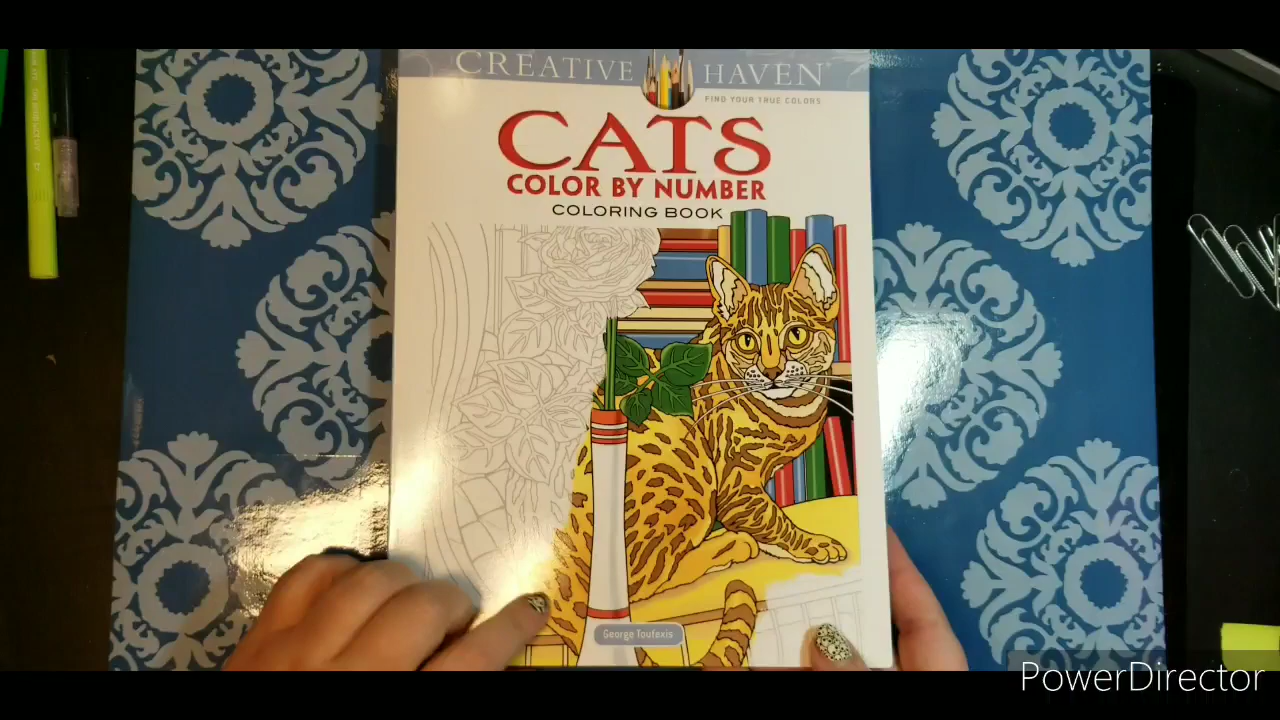 CREATIVE HAVEN®
FIND YOUR TRUE COLORS
CATS
COLOR BY NUMBER
COLORING BOOK
George Toufexis
PowerDirector